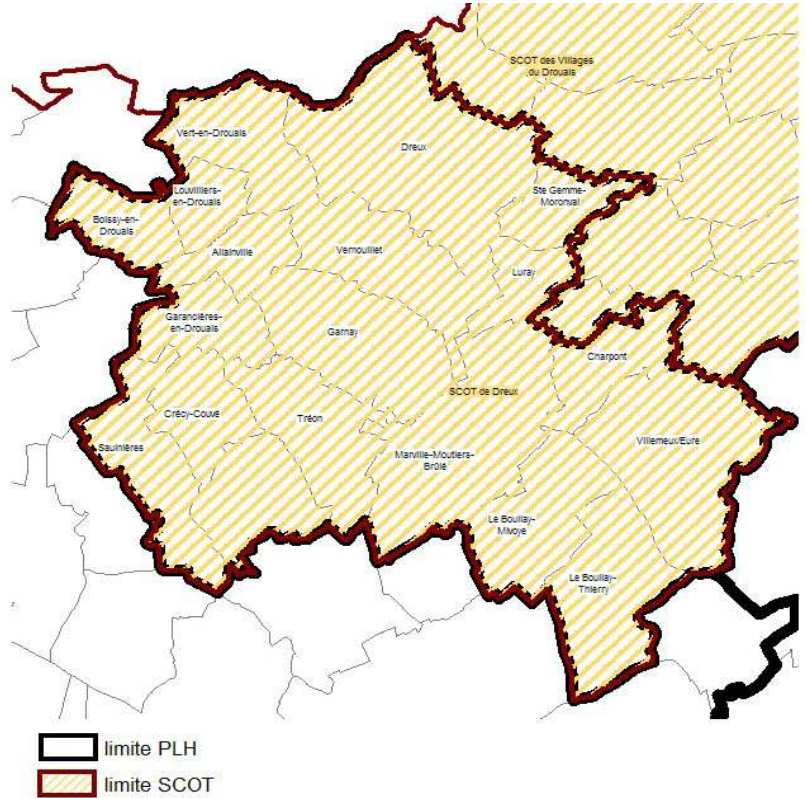 SCOT des Villages
du Drouais
Vert-en-Drouais
Dreux
Louvilliers-
en-Drouais
Ste Gemme-
Moronval
Boissy-en-
Drouais
Allainville
Vernouillet
Luray
Garancières-
en-Drouais
Garnay
Charpont
SCOT de Dreux
Crécy-Couvé
Tréon
Villemeux/Eure
Saulnières
Marville-Moutiers-
Brûlé
Le Boullay-
Mivoye
Le Boullay-
Thierry
limite PLH
limite SCOT